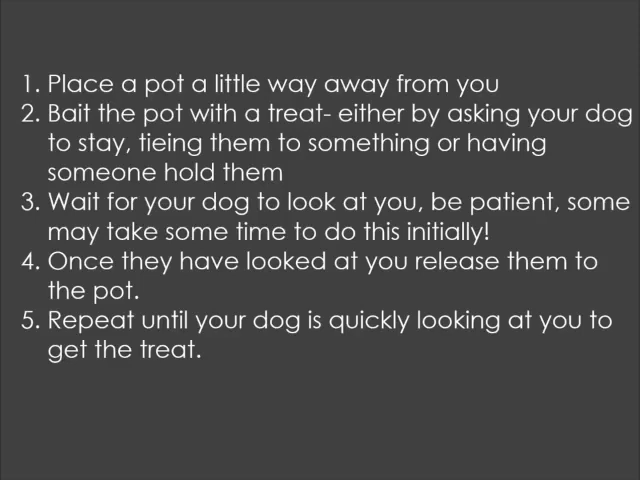 1. Place a pot a little way away from you
2. Bait the pot with a treat- either by asking your dog
to stay, tieing them to something or having
someone hold them
3. Wait for your dog to look at you, be patient, some
may take some time to do this initially!
4. Once they have looked at you release them to
the pot.
5. Repeat until your dog is quickly looking at you to
get the treat.